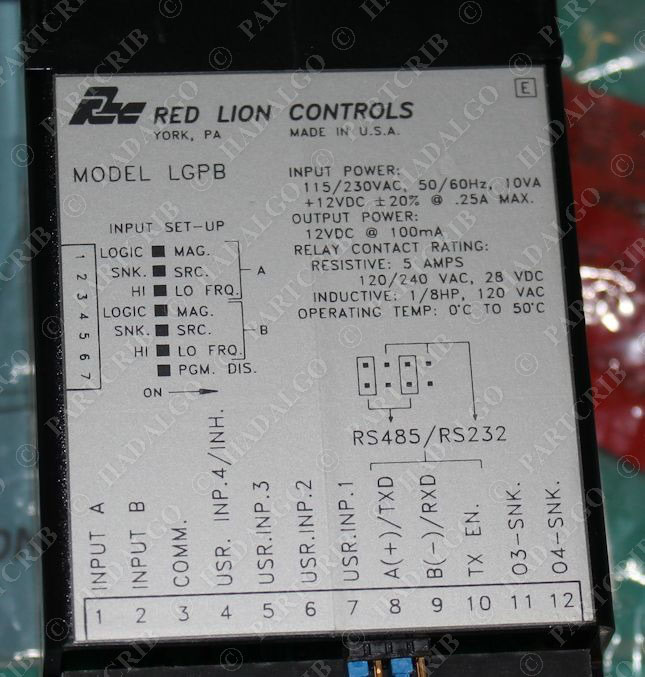 RED LION CONTROLS
YORK, PA MADE IN U.S.A.
E
MODEL LGPB
INPUT POWER:
115/230VAC, 50/60Hz, 10VA
+12VDC ±20% @ .25A MAX.
OUTPUT POWER:
12VDC @ 100mA
RELAY CONTACT RATING:
RESISTIVE: 5 AMPS
120/240 VAC, 28 VDC
INDUCTIVE: 1/8HP, 120 VAC
OPERATING TEMP: 0°C TO 50°C
INPUT SET-UP
1 LOGIC MAG.
2 SNK. SRC. A
3 HI LO FRQ.
4 LOGIC MAG.
5 SNK. SRC. B
6 HI LO FRQ.
7 PGM. DIS.
ON
RS485/RS232
INPUT A
INPUT B
COMM.
USR. INP.4/INH.
USR.INP.3
USR.INP.2
USR.INP.1
A(+)/TXD
B(-)/RXD
TX EN.
O3-SNK.
O4-SNK.
1 2 3 4 5 6 7 8 9 10 11 12
© PARTCRIB
© HADALGO